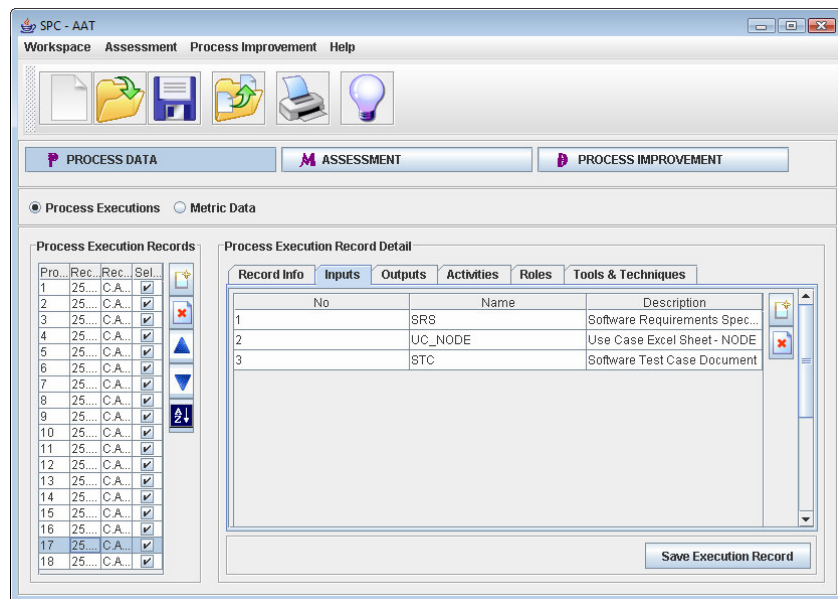 SPC - AAT
Workspace Assessment Process Improvement Help
P PROCESS DATA M ASSESSMENT PROCESS IMPROVEMENT
Process Executions Metric Data
Process Execution Records
Pro... Rec... Rec... Sel...
1 25.... C.A...
2 25.... C.A...
3 25.... C.A...
4 25.... C.A...
5 25.... C.A...
6 25.... C.A...
7 25.... C.A...
8 25.... C.A...
9 25.... C.A...
10 25.... C.A...
11 25.... C.A...
12 25.... C.A...
13 25.... C.A...
14 25.... C.A...
15 25.... C.A...
16 25.... C.A...
17 25.... C.A...
18 25.... C.A...
A
Z
Process Execution Record Detail
Record Info Inputs Outputs Activities Roles Tools & Techniques
No Name Description
1 SRS Software Requirements Spec...
2 UC_NODE Use Case Excel Sheet - NODE
3 STC Software Test Case Document
Save Execution Record